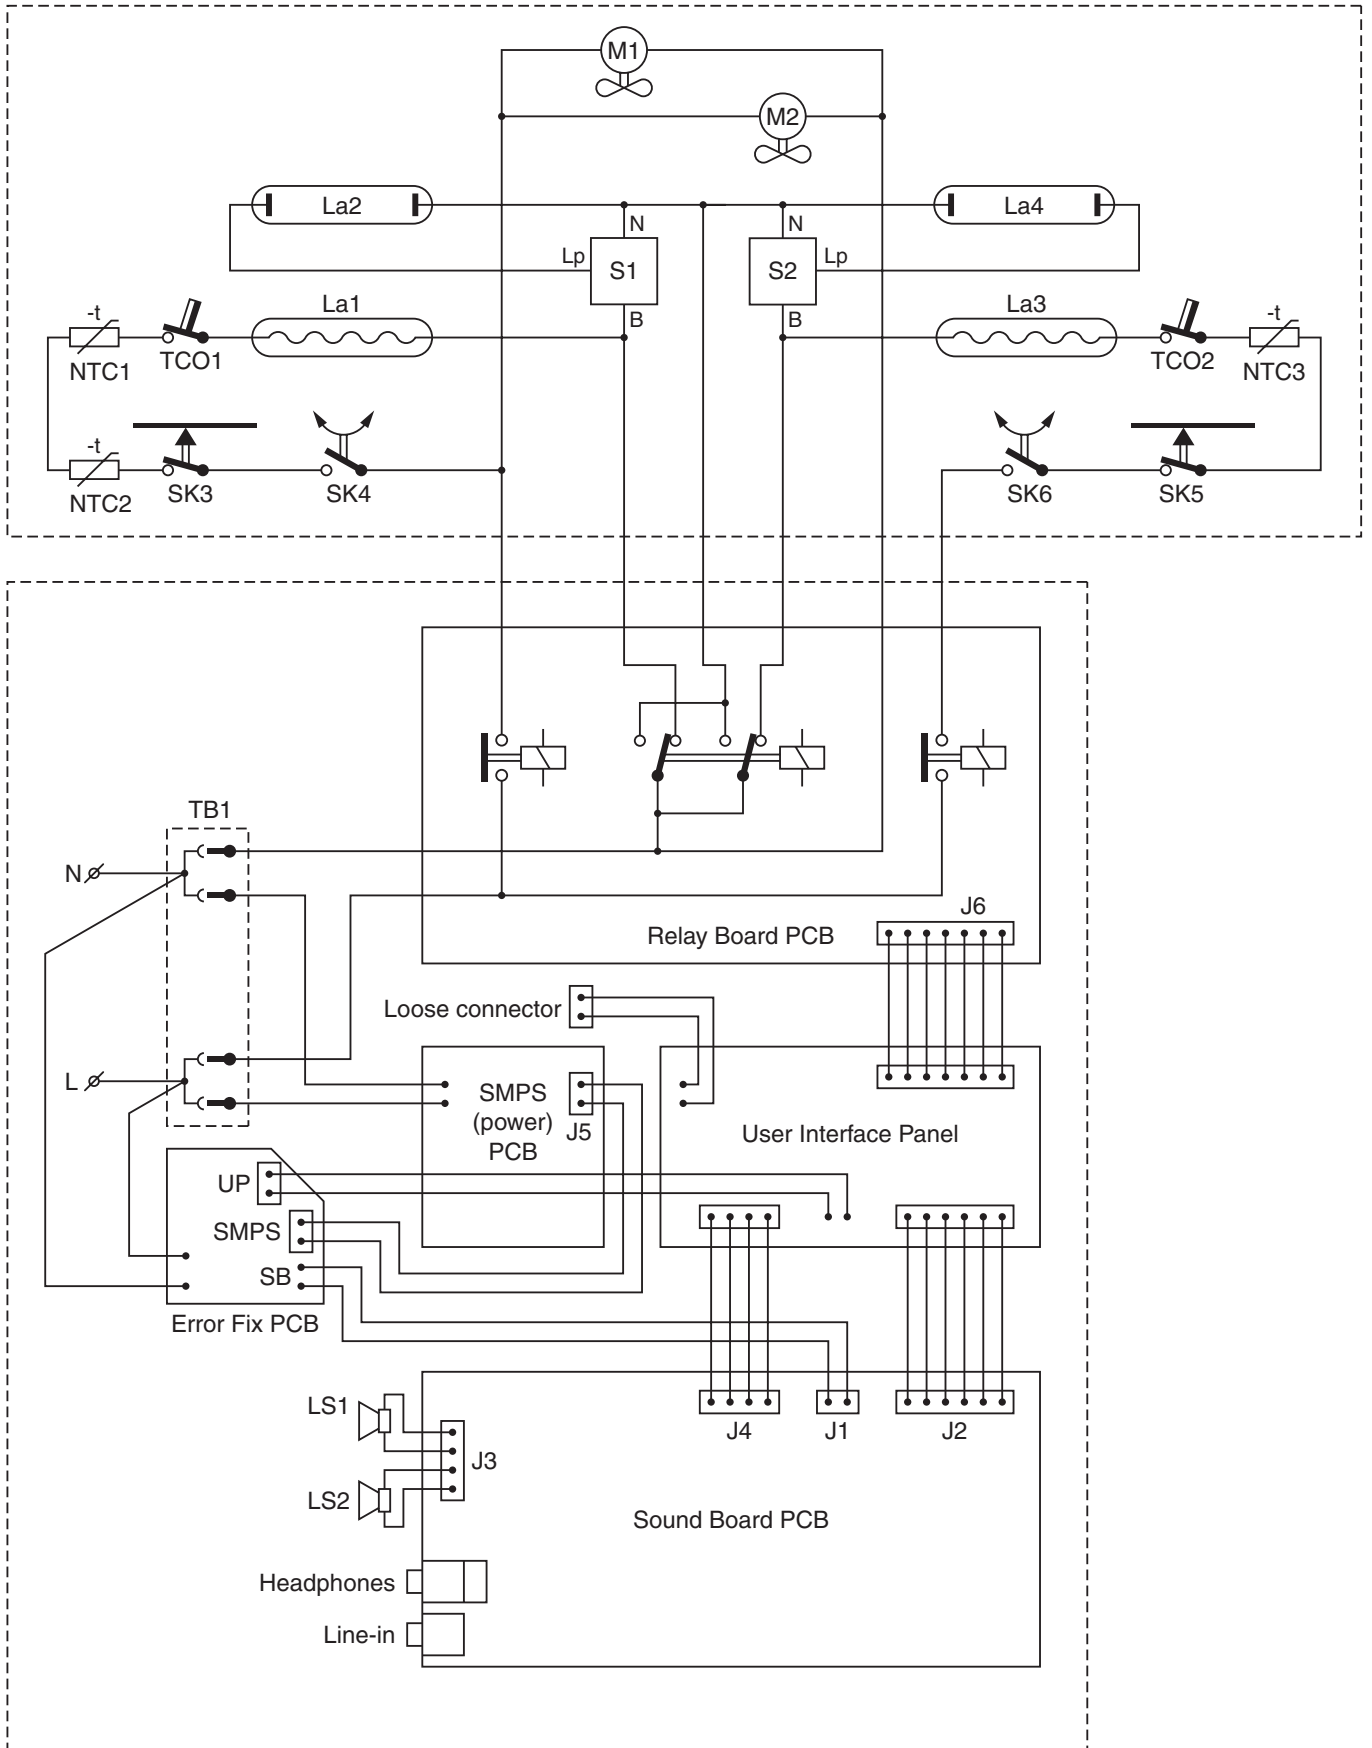 M1
M2
La2
La4
N
N
Lp
S1
S2
Lp
La1
B
B
La3
-t
-t
NTC1
TCO1
TCO2
NTC3
-t
NTC2
SK3
SK4
SK6
SK5
TB1
N
Relay Board PCB
J6
Loose connector
L
SMPS
(power)
PCB
J5
User Interface Panel
UP
SMPS
SB
Error Fix PCB
LS1
J4
J1
J2
J3
LS2
Sound Board PCB
Headphones
Line-in